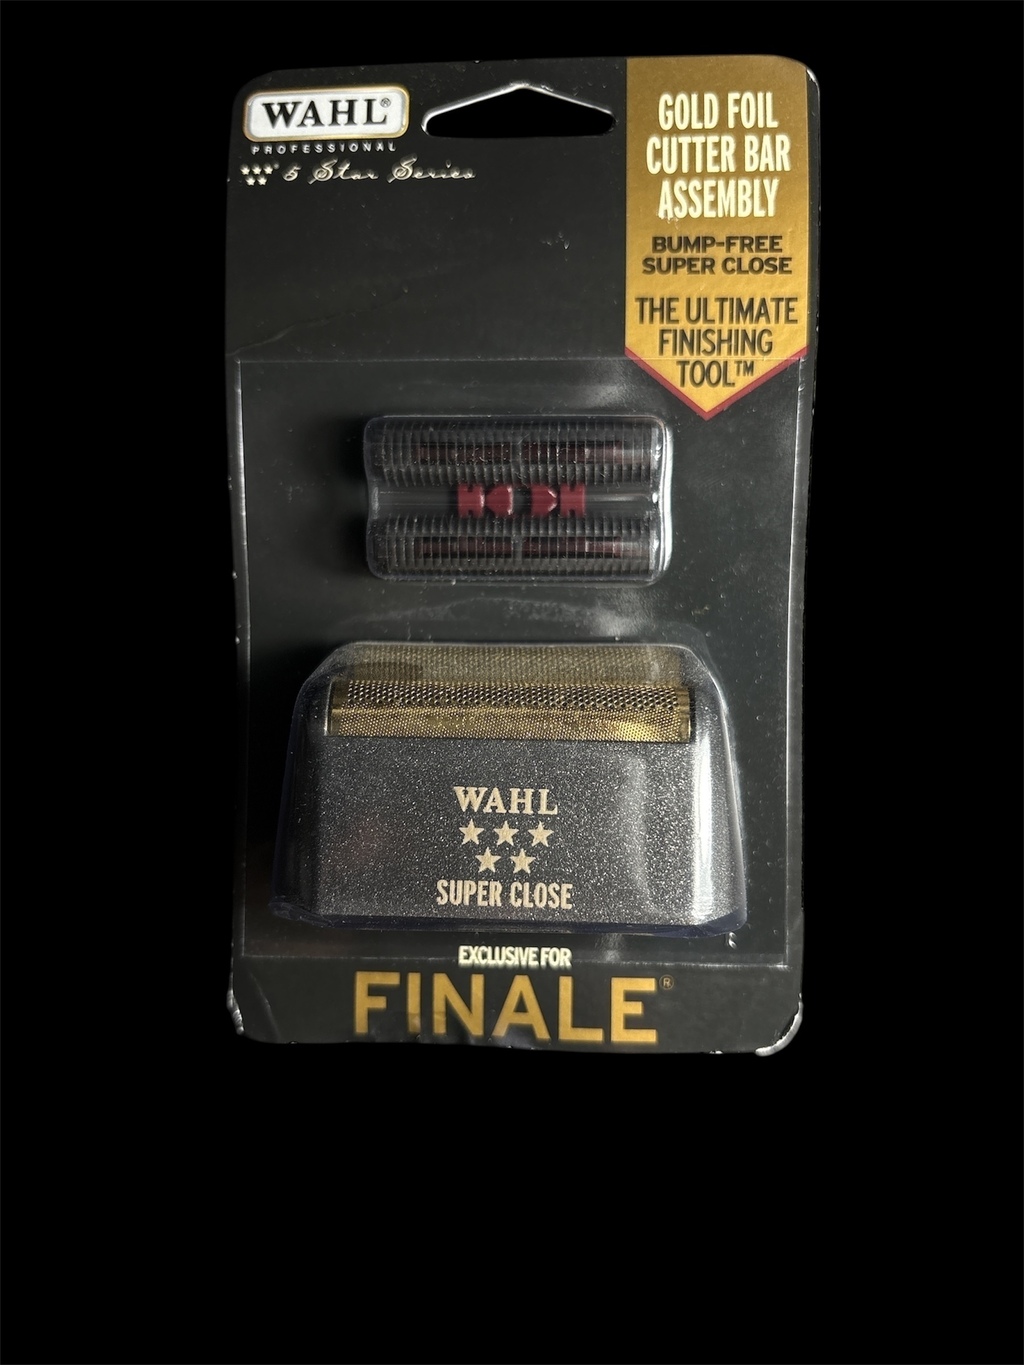 WAHL®
PROFESSIONAL
5 Star Series
GOLD FOIL
CUTTER BAR
ASSEMBLY
BUMP-FREE
SUPER CLOSE
THE ULTIMATE
FINISHING
TOOL™
WAHL
SUPER CLOSE
EXCLUSIVE FOR
FINALE®